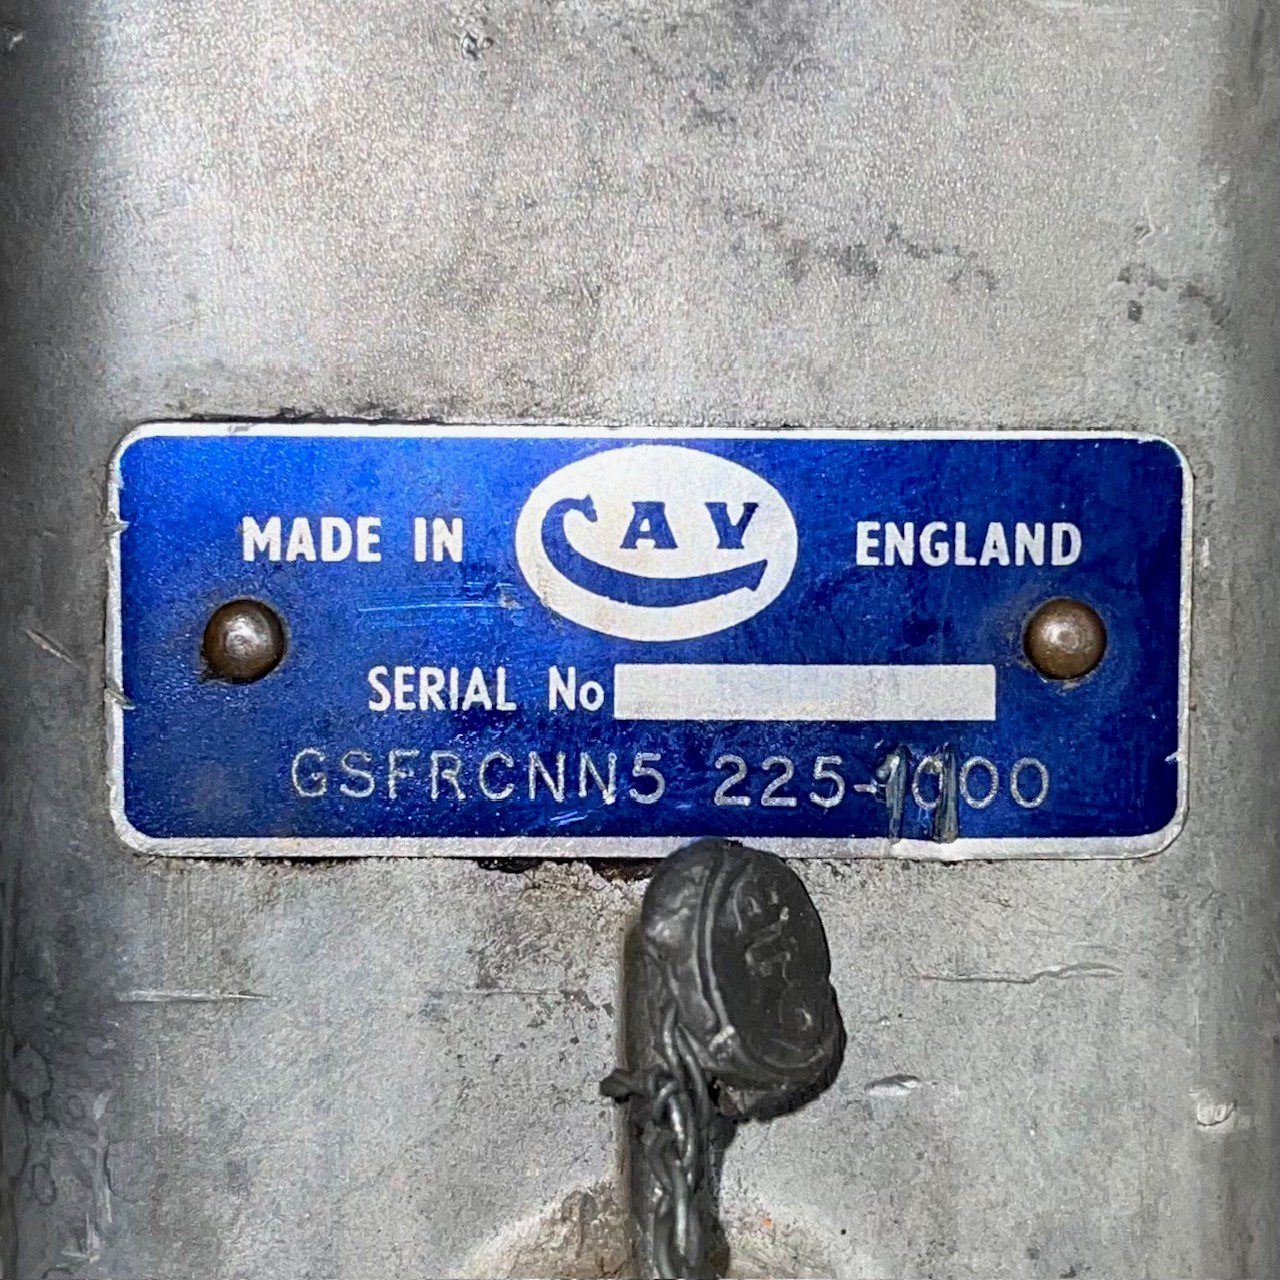 MADE IN CAV ENGLAND
SERIAL No
GSFRCNN5 225-1000